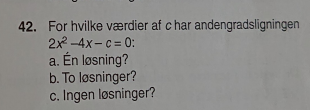 42. For hvilke værdier af c har andengradsligningen
2x² –4x – c = 0:
a. Én løsning?
b. To løsninger?
c. Ingen løsninger?